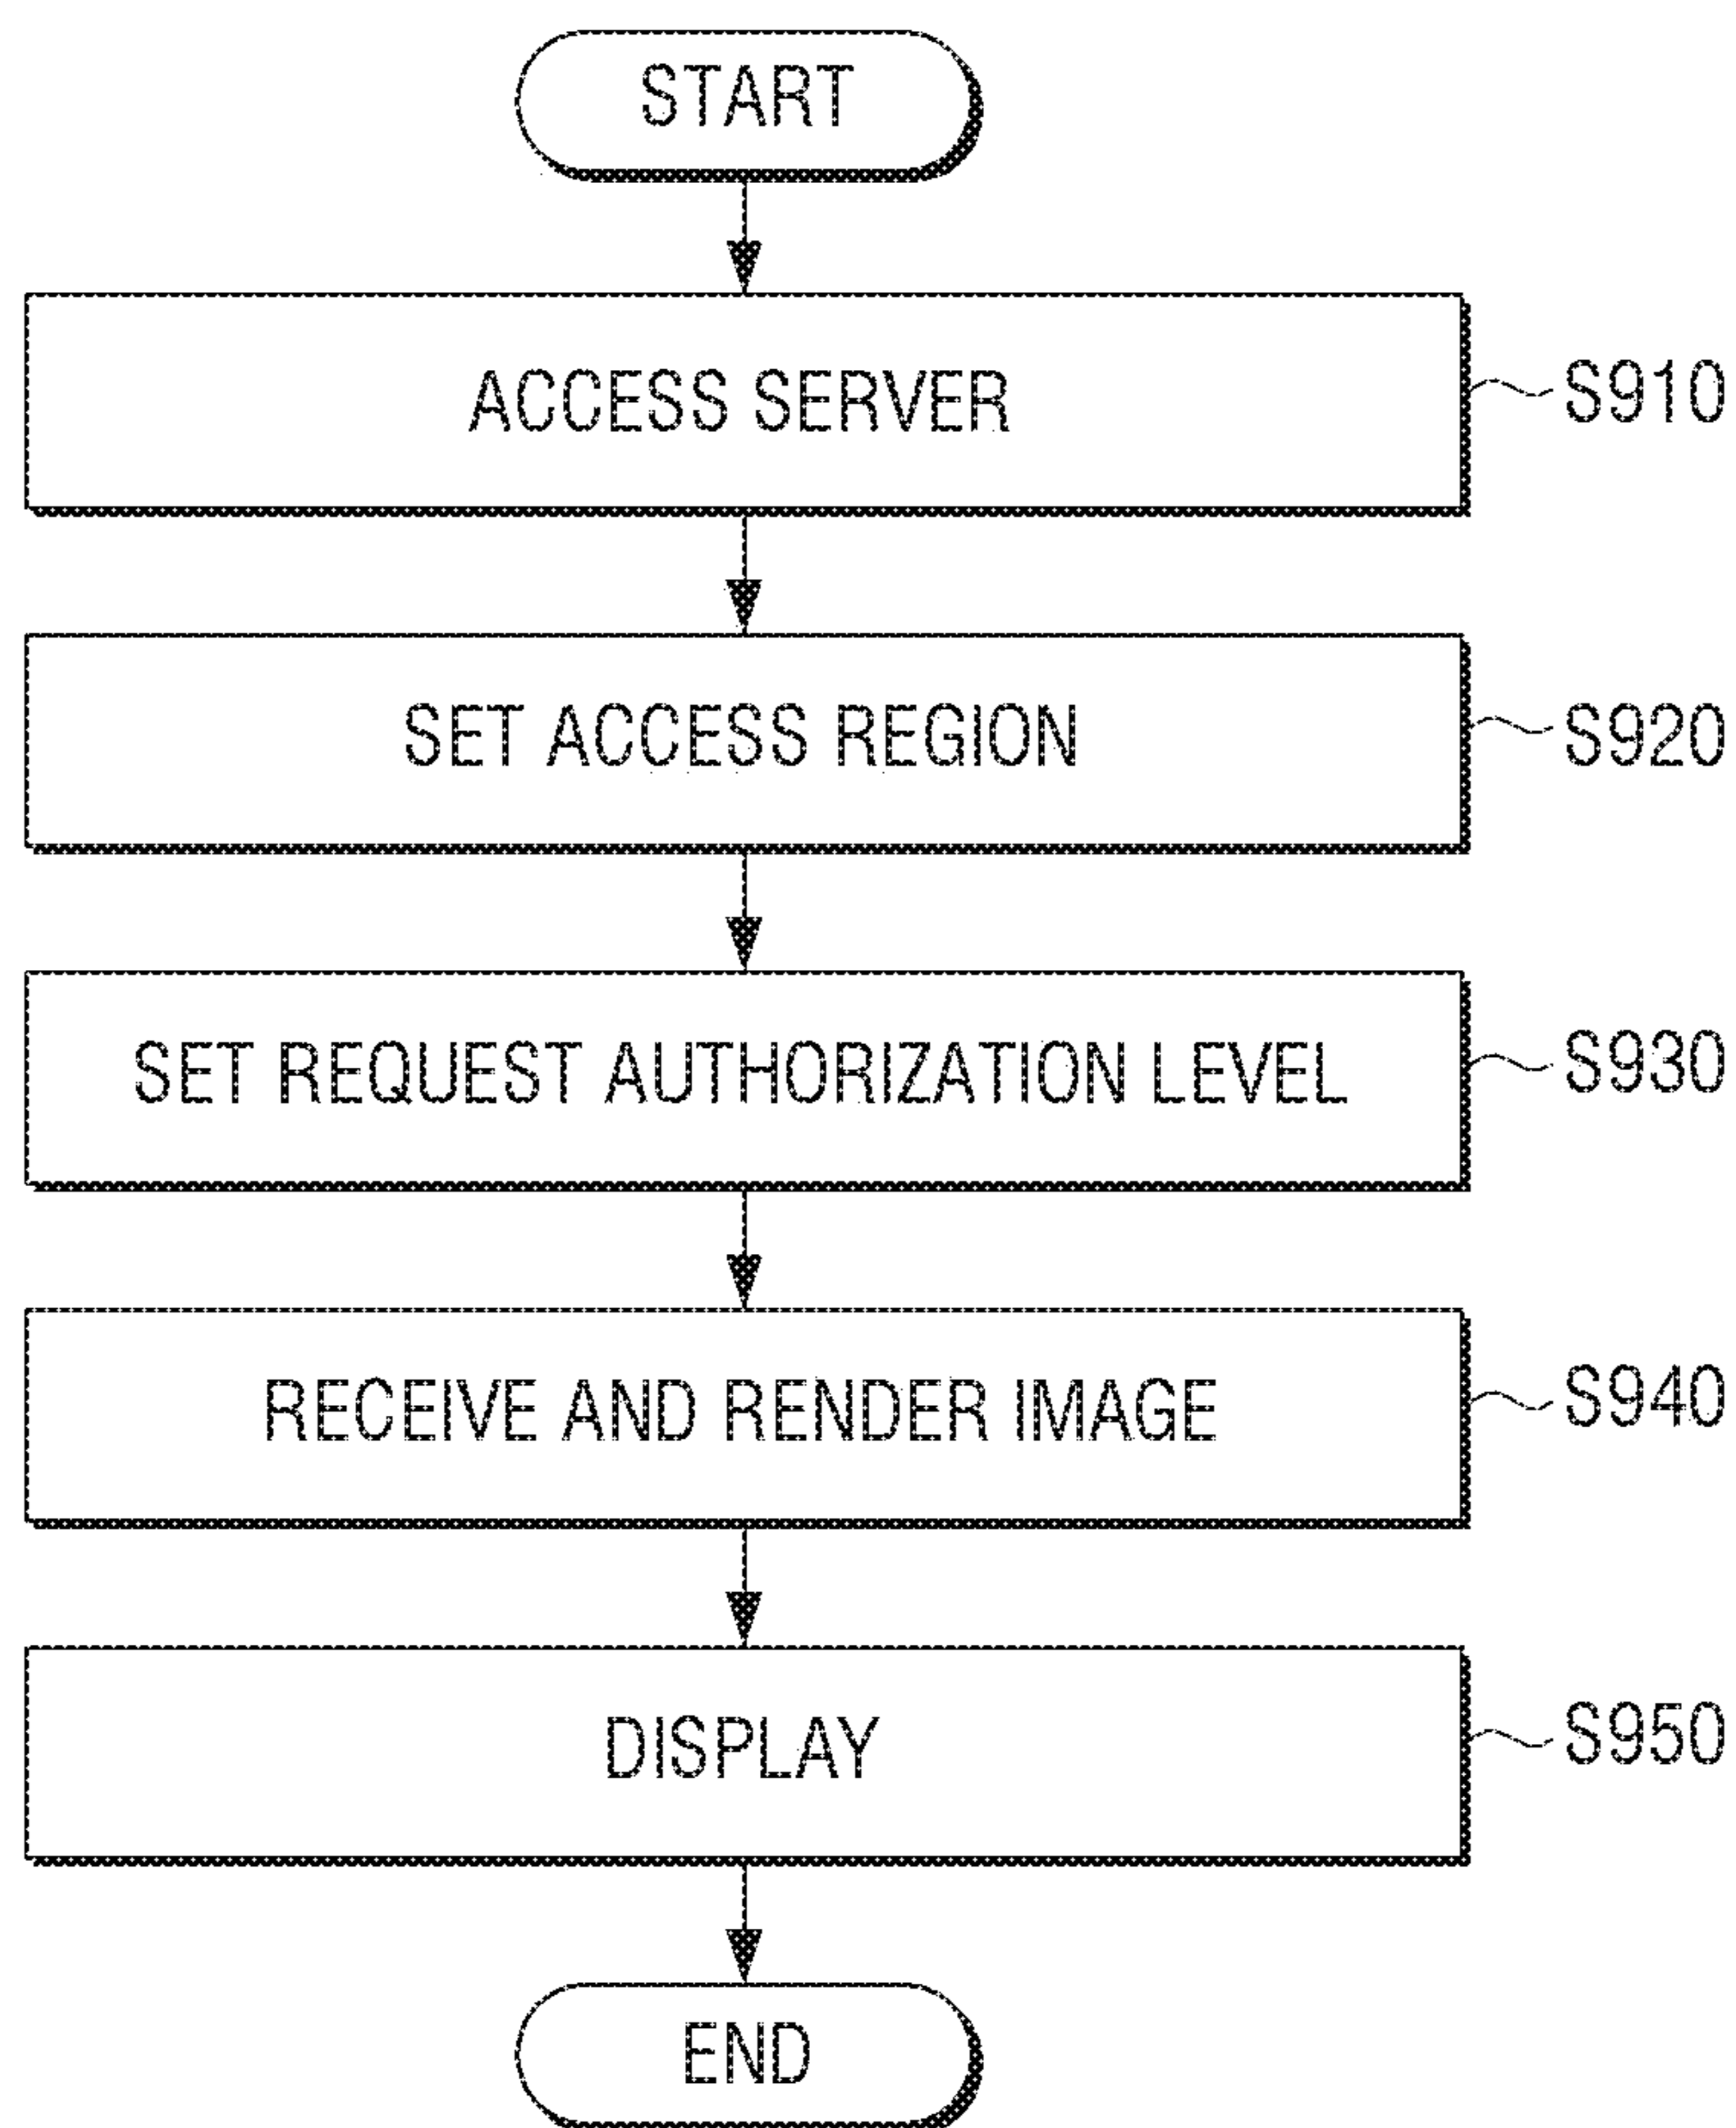 START
ACCESS SERVER
S910
SET ACCESS REGION
S920
SET REQUEST AUTHORIZATION LEVEL
S930
RECEIVE AND RENDER IMAGE
S940
DISPLAY
S950
END